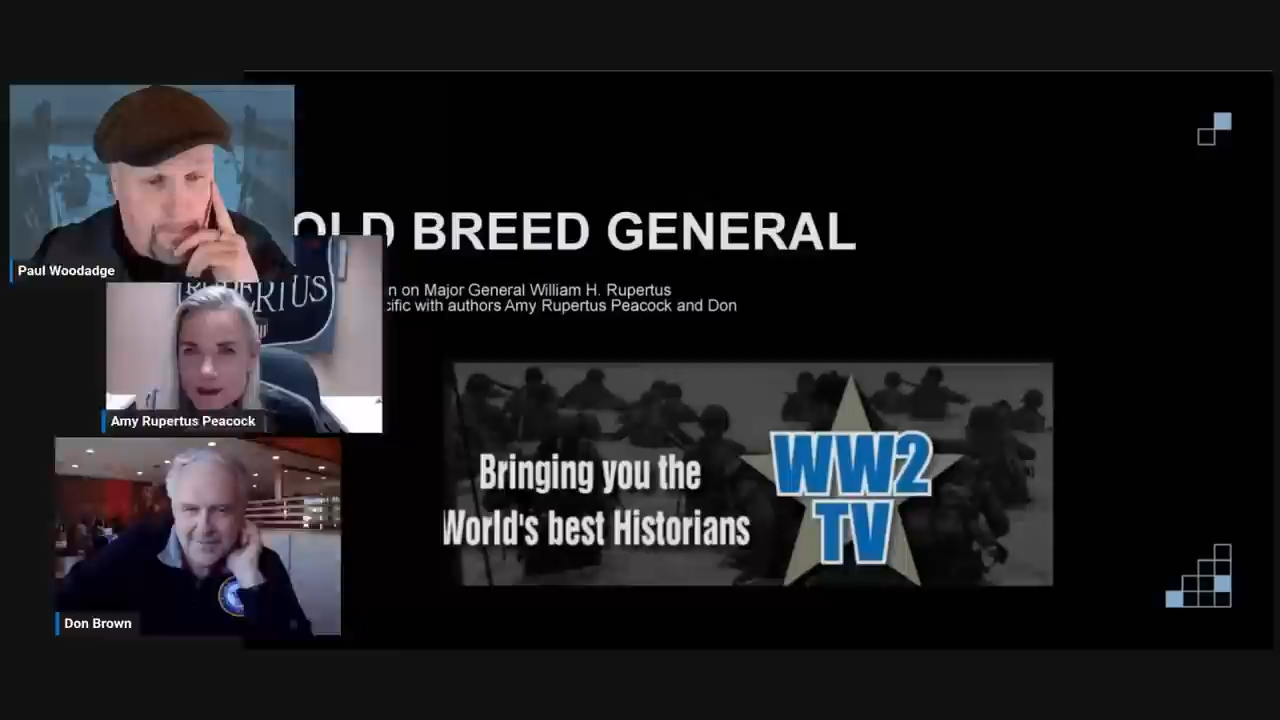 Paul Woodadge
RUPERTUS
Amy Rupertus Peacock
Don Brown
OLD BREED GENERAL
on Major General William H. Rupertus
with authors Amy Rupertus Peacock and Don
Bringing you the
World's best Historians
WW2
TV